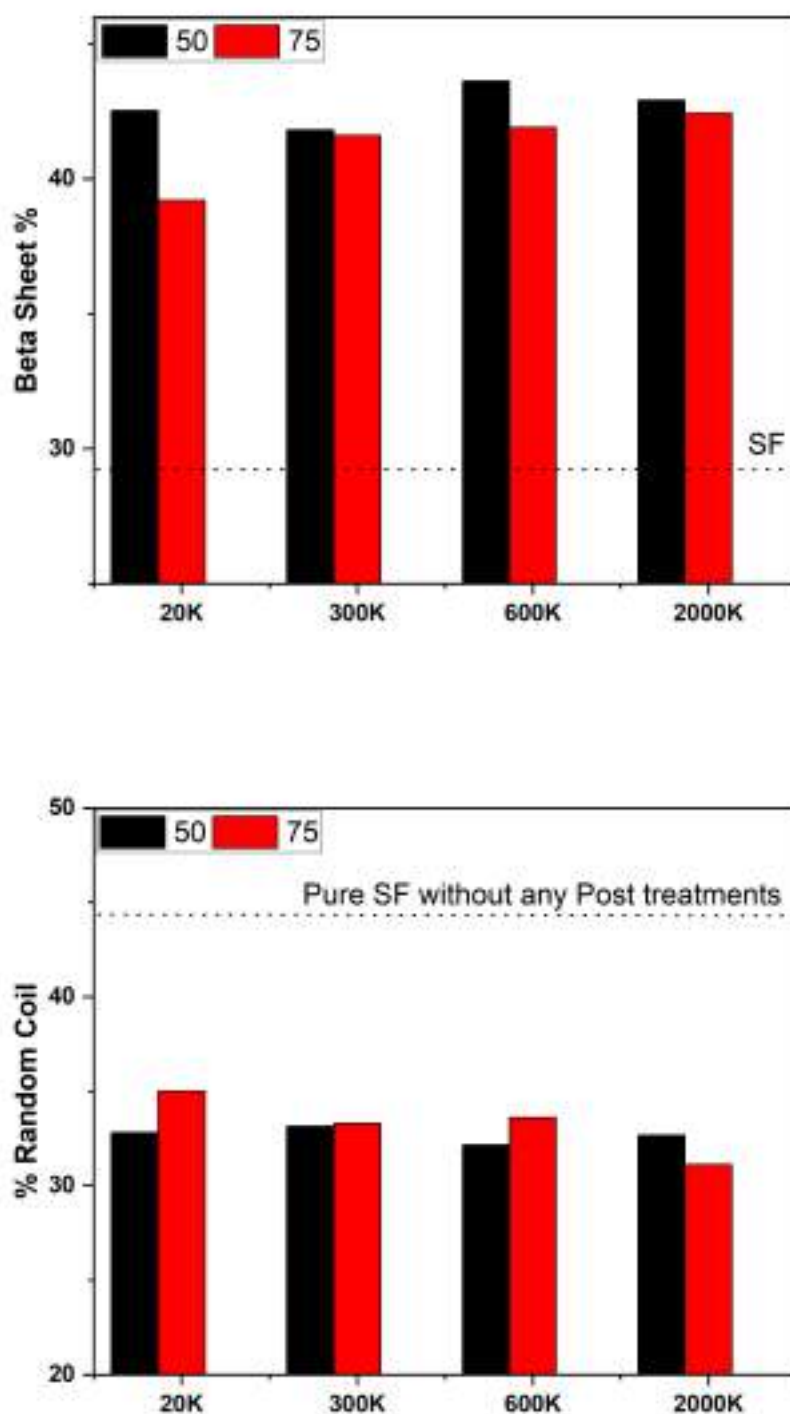 50 75
Beta Sheet %
40
30
SF
20K 300K 600K 2000K
50 75
Pure SF without any Post treatments
% Random Coil
50
40
30
20
20K 300K 600K 2000K